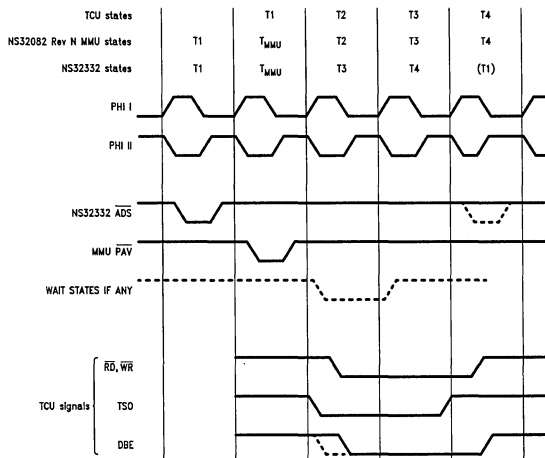 TCU states T1 T2 T3 T4
NS32082 Rev N MMU states T1 TMMU T2 T3 T4
NS32332 states T1 TMMU T3 T4 (T1)
PHI I
PHI II
NS32332 ADS
MMU PAV
WAIT STATES IF ANY
RD, WR
TCU signals
TSO
DBE